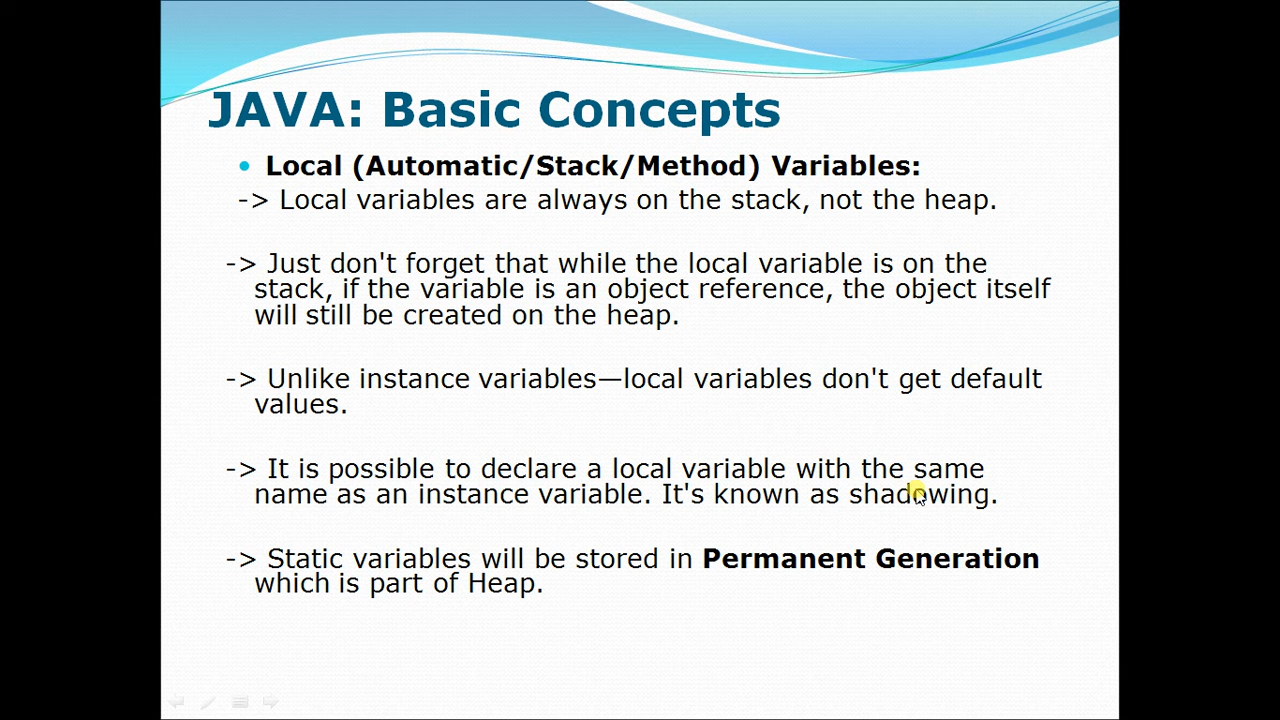 JAVA: Basic Concepts
• Local (Automatic/Stack/Method) Variables:
-> Local variables are always on the stack, not the heap.
-> Just don't forget that while the local variable is on the
stack, if the variable is an object reference, the object itself
will still be created on the heap.
-> Unlike instance variables—local variables don't get default
values.
-> It is possible to declare a local variable with the same
name as an instance variable. It's known as shadowing.
-> Static variables will be stored in Permanent Generation
which is part of Heap.